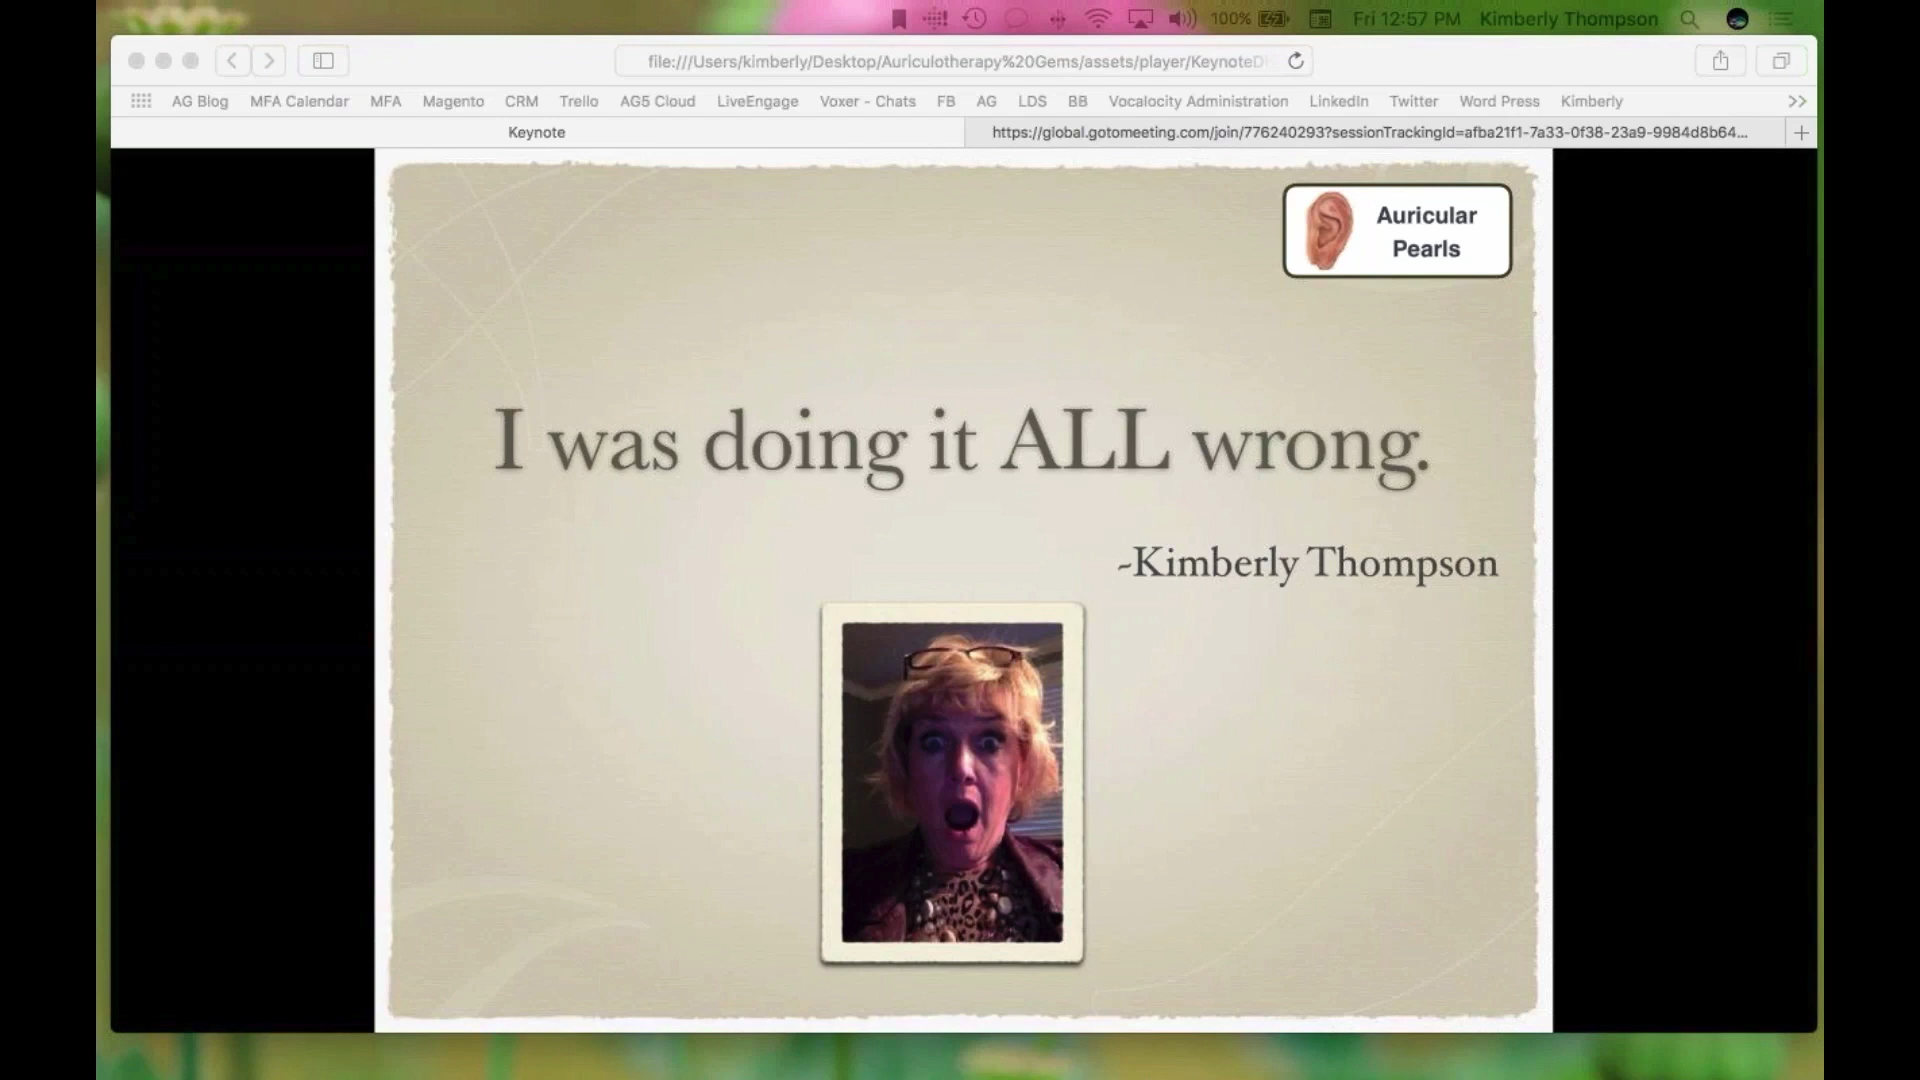 100% Fri 12:57 PM Kimberly Thompson
file:///Users/kimberly/Desktop/Auriculotherapy%20Gems/assets/player/KeynoteD
AG Blog MFA Calendar MFA Magento CRM Trello AG5 Cloud LiveEngage Voxer - Chats FB AG LDS BB Vocalocity Administration LinkedIn Twitter Word Press Kimberly >>
Keynote https://global.gotomeeting.com/join/776240293?sessionTrackingId=afba21f1-7a33-0f38-23a9-9984d8b64... +
Auricular
Pearls
I was doing it ALL wrong.
~Kimberly Thompson